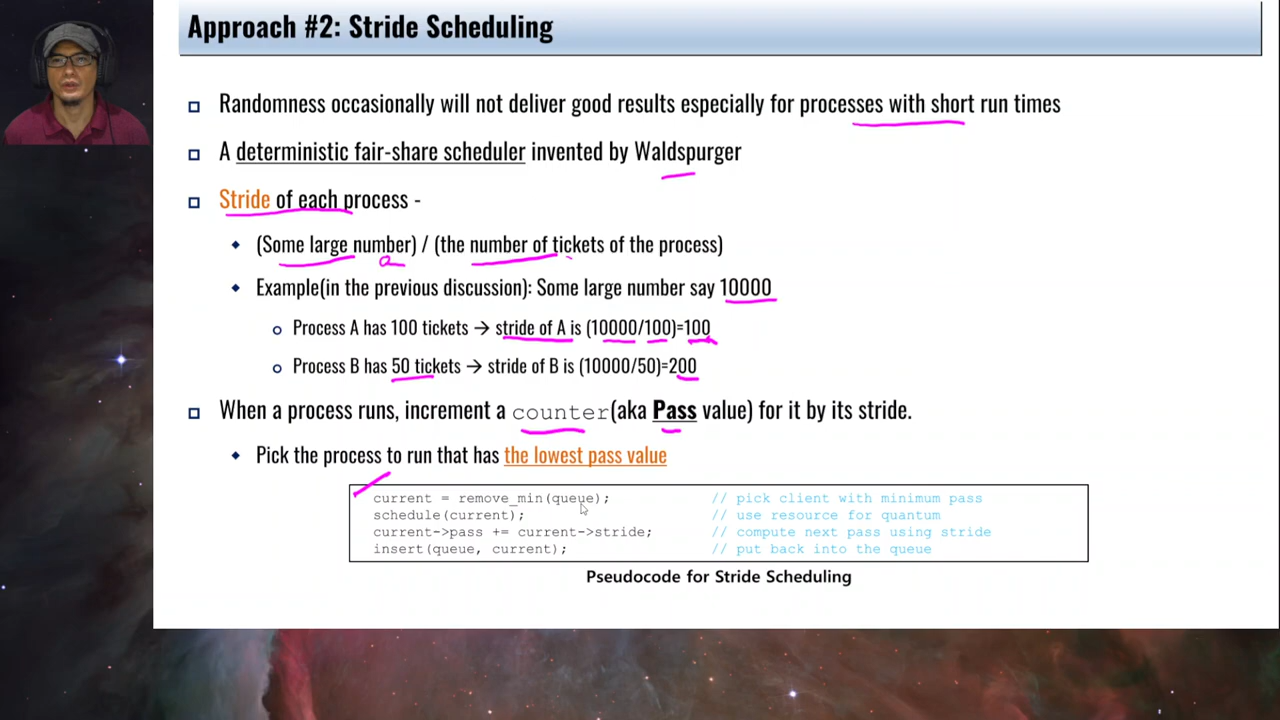 Approach #2: Stride Scheduling
Randomness occasionally will not deliver good results especially for processes with short run times
A deterministic fair-share scheduler invented by Waldspurger
Stride of each process -
(Some large number) / (the number of tickets of the process)
Example(in the previous discussion): Some large number say 10000
Process A has 100 tickets → stride of A is (10000/100)=100
Process B has 50 tickets → stride of B is (10000/50)=200
When a process runs, increment a counter(aka Pass value) for it by its stride.
Pick the process to run that has the lowest pass value
current = remove_min(queue); // pick client with minimum pass
schedule(current); // use resource for quantum
current->pass += current->stride; // compute next pass using stride
insert(queue, current); // put back into the queue
Pseudocode for Stride Scheduling